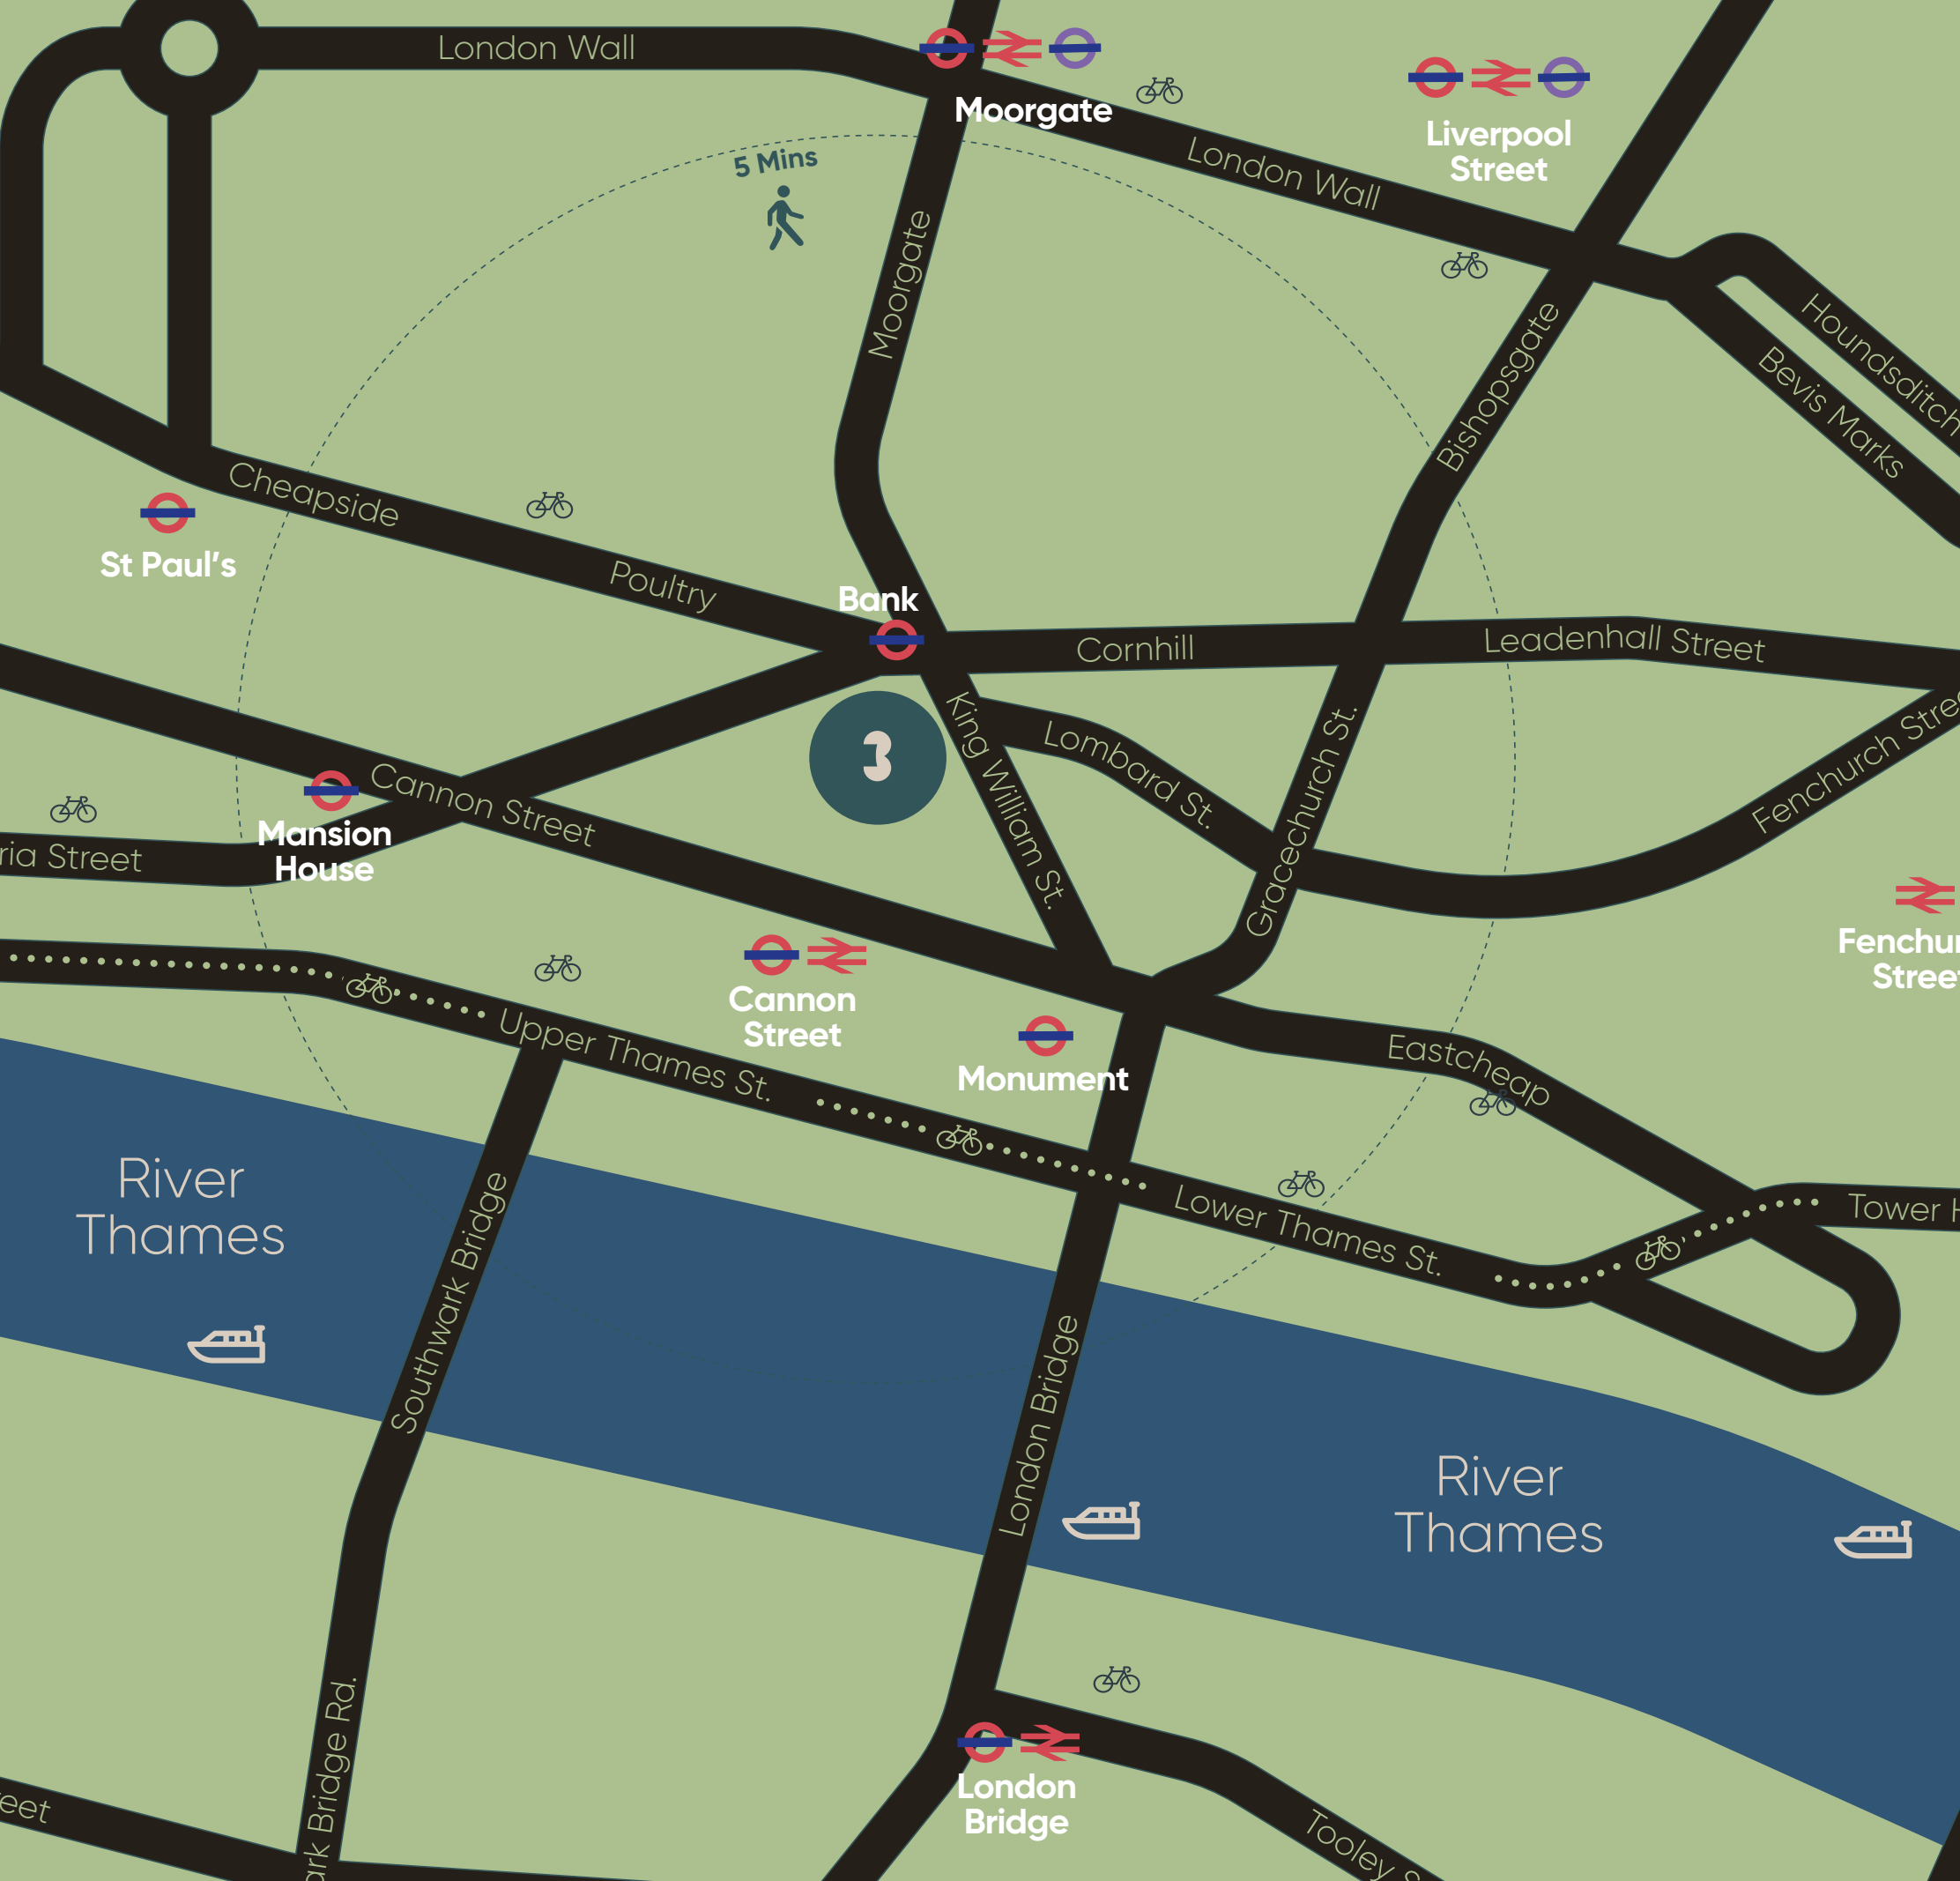 London Wall
Moorgate
Liverpool
Street
London Wall
5 Mins
Moorgate
Bishopsgate
Houndsditch
Bevis Marks
Cheapside
St Paul's
Poultry
Bank
Cornhill
Leadenhall Street
King William St.
Lombard St.
Gracechurch St.
Fenchurch Stre
3
Cannon Street
Mansion
House
ria Street
Fenchur
Stree
Cannon
Street
Monument
Upper Thames St.
Eastcheap
Lower Thames St.
Tower H
River
Thames
Southwark Bridge
London Bridge
River
Thames
ark Bridge Rd.
London
Bridge
eet
Tooley S